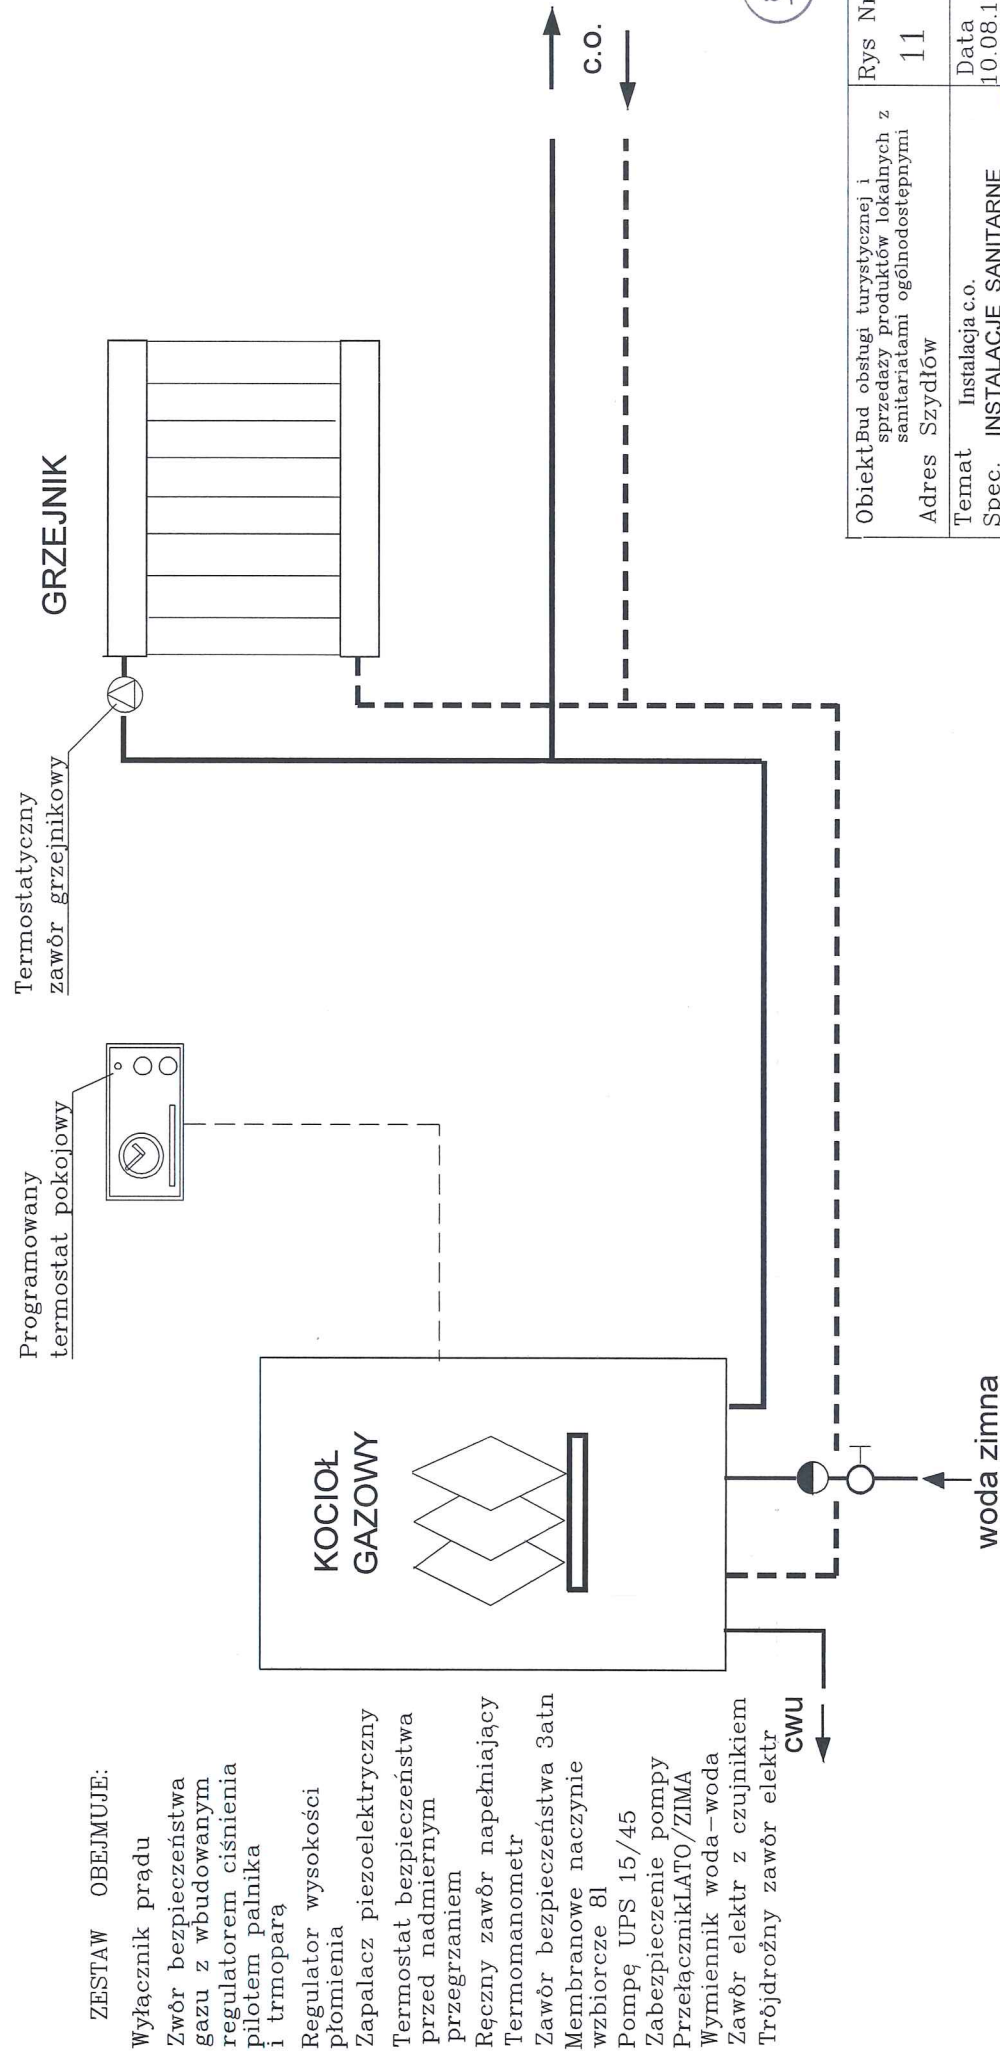 ZESTAW OBEJMUJE:
Wyłącznik prądu
Zwór bezpieczeństwa
gazu z wbudowanym
regulatorem ciśnienia
pilotem palnika
i trmoparą
Regulator wysokości
płomienia
Zapalacz piezoelektryczny
Termostat bezpieczeństwa
przed nadmiernym
przegrzaniem
Ręczny zawór napełniający
Termomanometr
Zawór bezpieczeństwa 3atn
Membranowe naczynie
wzbiorcze 8l
Pompę UPS 15/45
Zabezpieczenie pompy
PrzełącznikLATO/ZIMA
Wymiennik woda-woda
Zawór elektr z czujnikiem
Trójdrożny zawór elektr
cwu
KOCIOŁ
GAZOWY
woda zimna
Programowany
termostat pokojowy
Termostatyczny
zawór grzejnikowy
GRZEJNIK
c.o.
Obiekt Bud obsługi turystycznej i
sprzedaży produktów lokalnych z
sanitariatami ogólnodostępnymi
Adres Szydłów
Rys Nr
11
Temat Instalacja c.o.
Spec. INSTALACJE SANITARNE
Data
10.08.1